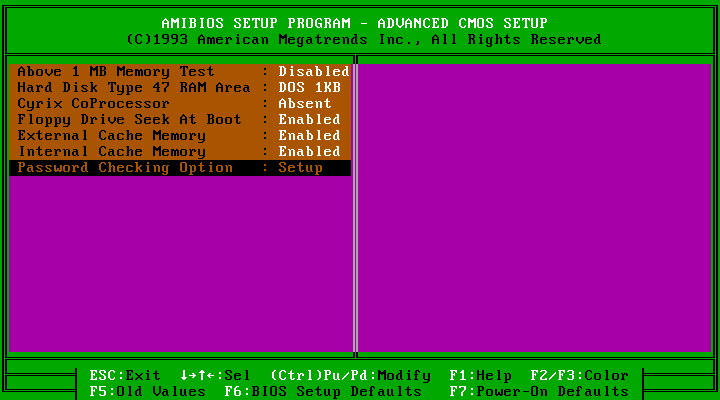 AMIBIOS SETUP PROGRAM - ADVANCED CMOS SETUP
(C)1993 American Megatrends Inc., All Rights Reserved
Above 1 MB Memory Test : Disabled
Hard Disk Type 47 RAM Area : DOS 1KB
Cyrix CoProcessor : Absent
Floppy Drive Seek At Boot : Enabled
External Cache Memory : Enabled
Internal Cache Memory : Enabled
Password Checking Option : Setup
ESC:Exit ↓→↑←:Sel (Ctrl)Pu/Pd:Modify F1:Help F2/F3:Color
F5:Old Values F6:BIOS Setup Defaults F7:Power-On Defaults